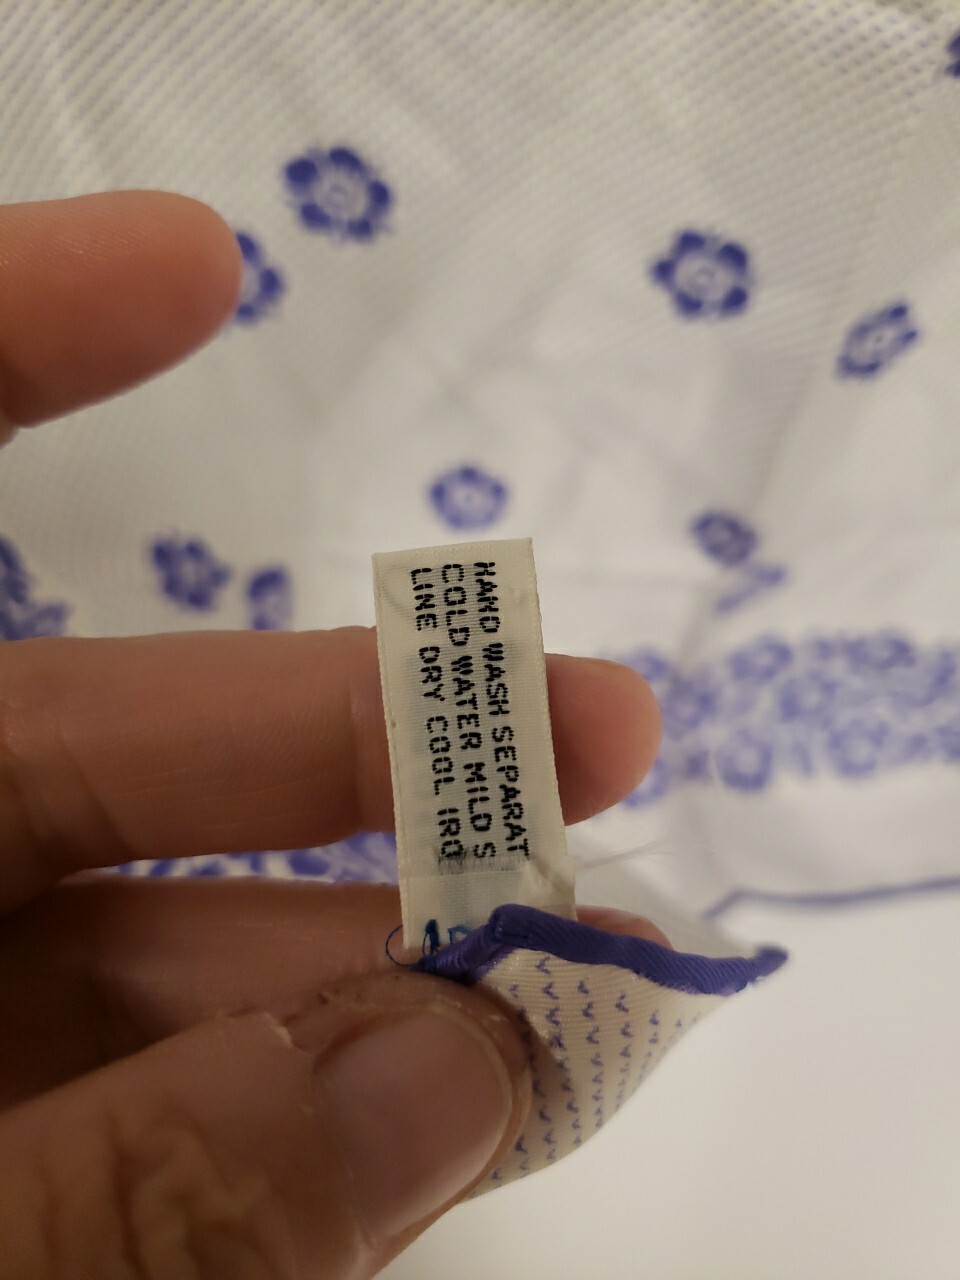 HAND WASH SEPARAT
COLD WATER MILD S
LINE DRY COOL IRO